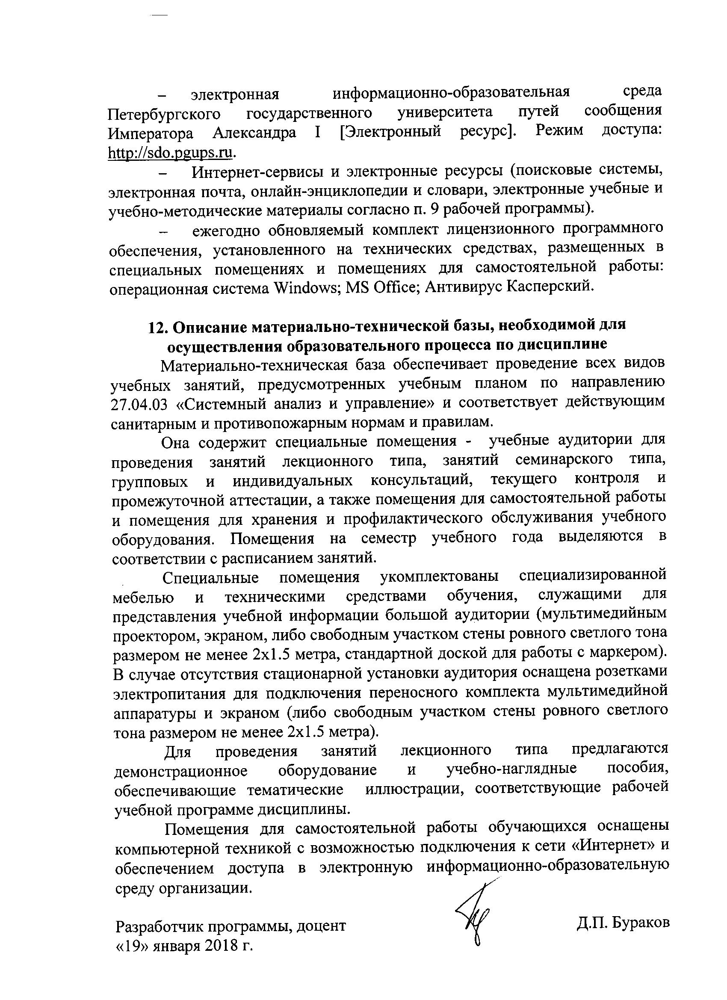 – электронная информационно-образовательная среда
Петербургского государственного университета путей сообщения
Императора Александра I [Электронный ресурс]. Режим доступа:
http://sdo.pgups.ru.
– Интернет-сервисы и электронные ресурсы (поисковые системы,
электронная почта, онлайн-энциклопедии и словари, электронные учебные и
учебно-методические материалы согласно п. 9 рабочей программы).
– ежегодно обновляемый комплект лицензионного программного
обеспечения, установленного на технических средствах, размещенных в
специальных помещениях и помещениях для самостоятельной работы:
операционная система Windows; MS Office; Антивирус Касперский.
12. Описание материально-технической базы, необходимой для
осуществления образовательного процесса по дисциплине
Материально-техническая база обеспечивает проведение всех видов
учебных занятий, предусмотренных учебным планом по направлению
27.04.03 «Системный анализ и управление» и соответствует действующим
санитарным и противопожарным нормам и правилам.
Она содержит специальные помещения - учебные аудитории для
проведения занятий лекционного типа, занятий семинарского типа,
групповых и индивидуальных консультаций, текущего контроля и
промежуточной аттестации, а также помещения для самостоятельной работы
и помещения для хранения и профилактического обслуживания учебного
оборудования. Помещения на семестр учебного года выделяются в
соответствии с расписанием занятий.
Специальные помещения укомплектованы специализированной
мебелью и техническими средствами обучения, служащими для
представления учебной информации большой аудитории (мультимедийным
проектором, экраном, либо свободным участком стены ровного светлого тона
размером не менее 2х1.5 метра, стандартной доской для работы с маркером).
В случае отсутствия стационарной установки аудитория оснащена розетками
электропитания для подключения переносного комплекта мультимедийной
аппаратуры и экраном (либо свободным участком стены ровного светлого
тона размером не менее 2х1.5 метра).
Для проведения занятий лекционного типа предлагаются
демонстрационное оборудование и учебно-наглядные пособия,
обеспечивающие тематические иллюстрации, соответствующие рабочей
учебной программе дисциплины.
Помещения для самостоятельной работы обучающихся оснащены
компьютерной техникой с возможностью подключения к сети «Интернет» и
обеспечением доступа в электронную информационно-образовательную
среду организации.
Разработчик программы, доцент Д.П. Бураков
«19» января 2018 г.